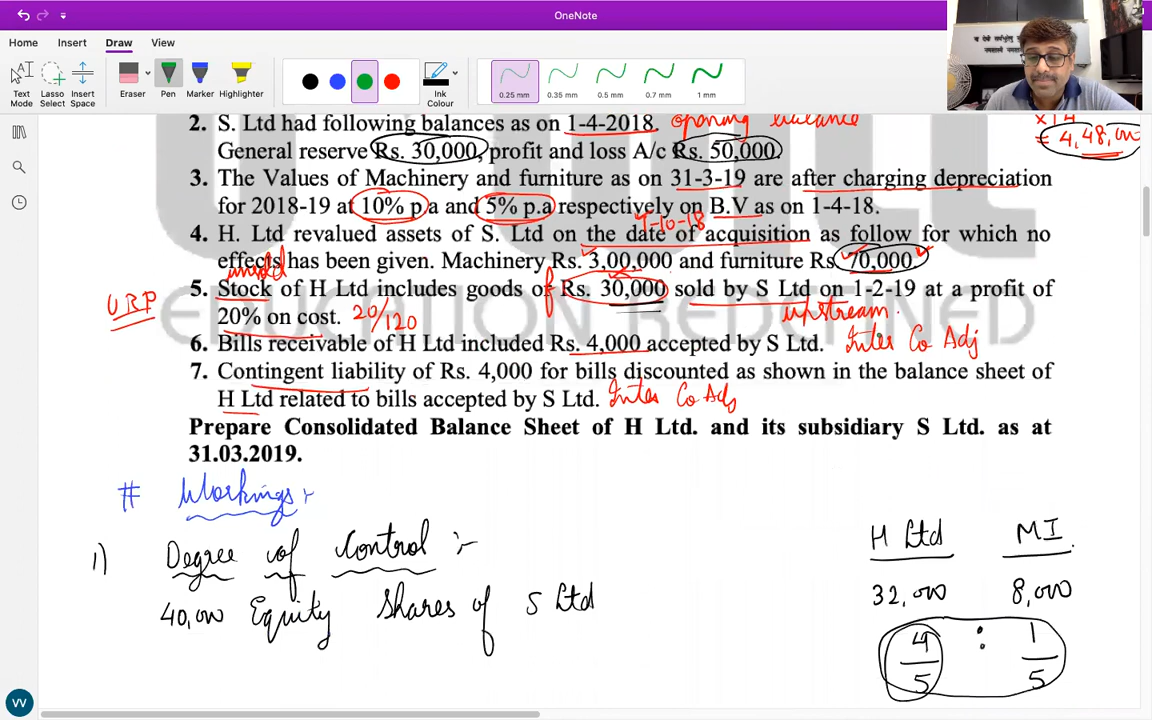 OneNote
Home Insert Draw View
Text Mode
Lasso Select
Insert Space
Eraser
Pen
Marker
Highlighter
Ink Colour
0.25 mm
0.35 mm
0.5 mm
0.7 mm
1 mm
2. S. Ltd had following balances as on 1-4-2018. opening balance
General reserve Rs. 30,000, profit and loss A/c Rs. 50,000.
= 4,48,000
3. The Values of Machinery and furniture as on 31-3-19 are after charging depreciation
for 2018-19 at 10% p.a and 5% p.a respectively on B.V as on 1-4-18.
1-10-18
4. H. Ltd revalued assets of S. Ltd on the date of acquisition as follow for which no
effects has been given. Machinery Rs. 3,00,000 and furniture Rs 70,000
unsold
5. Stock of H Ltd includes goods of Rs. 30,000 sold by S Ltd on 1-2-19 at a profit of
URP
20% on cost. 20/120 upstream.
6. Bills receivable of H Ltd included Rs. 4,000 accepted by S Ltd. Inter Co Adj
7. Contingent liability of Rs. 4,000 for bills discounted as shown in the balance sheet of
H Ltd related to bills accepted by S Ltd. Inter Co Adj
Prepare Consolidated Balance Sheet of H Ltd. and its subsidiary S Ltd. as at
31.03.2019.
# Workings:-
1) Degree of Control :-
H Ltd MI
40,000 Equity Shares of S Ltd
32,000 8,000
4/5 : 1/5
EDUCATION REDEFINED
VV